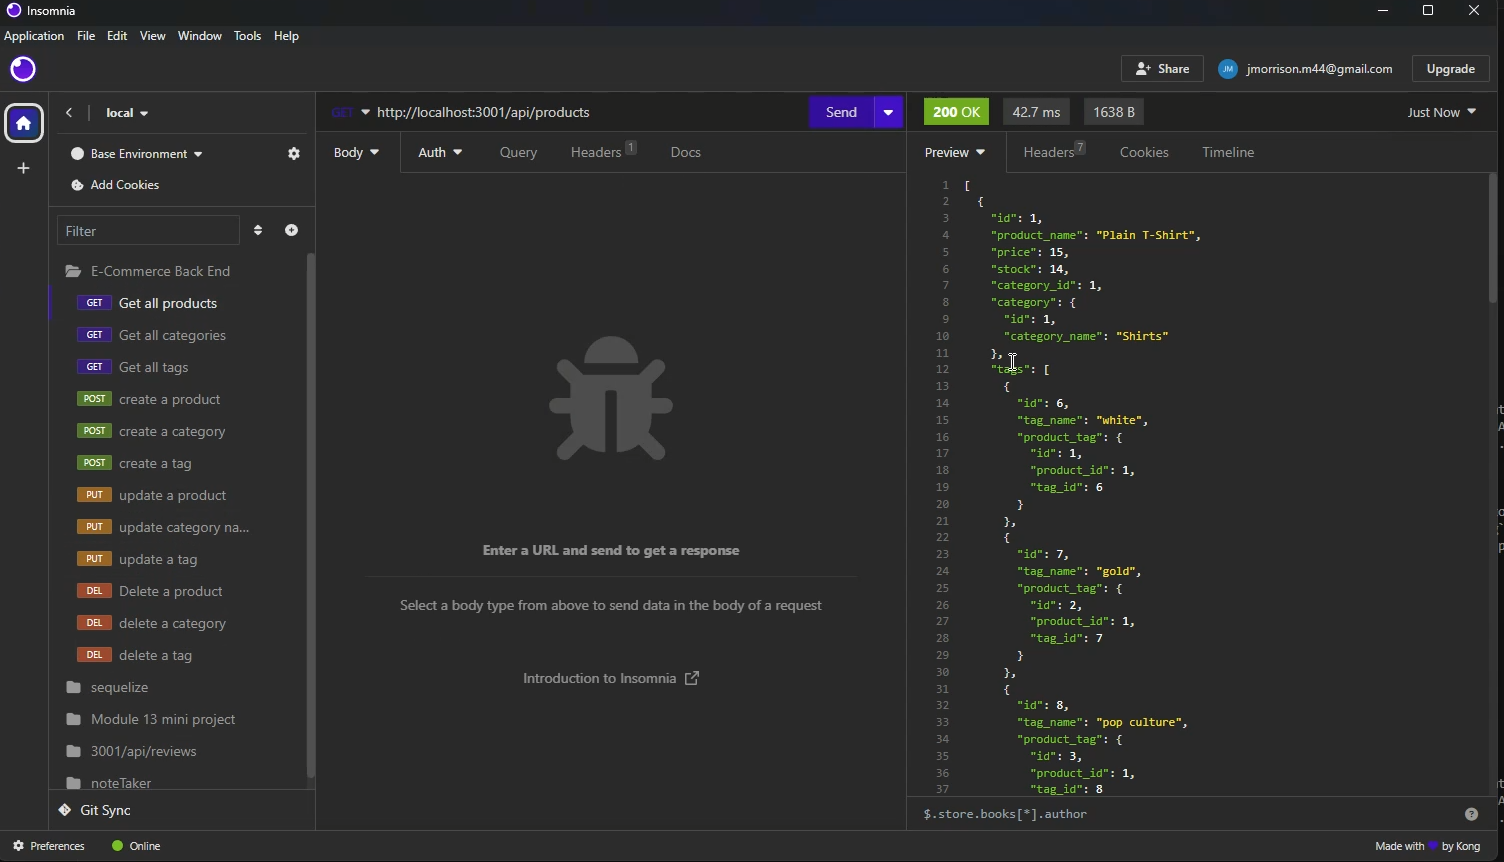 Insomnia
Application File Edit View Window Tools Help
Share JM jmorrison.m44@gmail.com Upgrade
local
GET http://localhost:3001/api/products Send
200 OK 42.7 ms 1638 B Just Now
Base Environment
Add Cookies
Body Auth Query Headers 1 Docs
Preview Headers 7 Cookies Timeline
Filter
E-Commerce Back End
GET Get all products
GET Get all categories
GET Get all tags
POST create a product
POST create a category
POST create a tag
PUT update a product
PUT update category na...
PUT update a tag
DEL Delete a product
DEL delete a category
DEL delete a tag
sequelize
Module 13 mini project
3001/api/reviews
noteTaker
Git Sync
Enter a URL and send to get a response
Select a body type from above to send data in the body of a request
Introduction to Insomnia
1 [
2 {
3 "id": 1,
4 "product_name": "Plain T-Shirt",
5 "price": 15,
6 "stock": 14,
7 "category_id": 1,
8 "category": {
9 "id": 1,
10 "category_name": "Shirts"
11 },
12 "tags": [
13 {
14 "id": 6,
15 "tag_name": "white",
16 "product_tag": {
17 "id": 1,
18 "product_id": 1,
19 "tag_id": 6
20 }
21 },
22 {
23 "id": 7,
24 "tag_name": "gold",
25 "product_tag": {
26 "id": 2,
27 "product_id": 1,
28 "tag_id": 7
29 }
30 },
31 {
32 "id": 8,
33 "tag_name": "pop culture",
34 "product_tag": {
35 "id": 3,
36 "product_id": 1,
37 "tag_id": 8
$.store.books[*].author
Preferences Online Made with by Kong